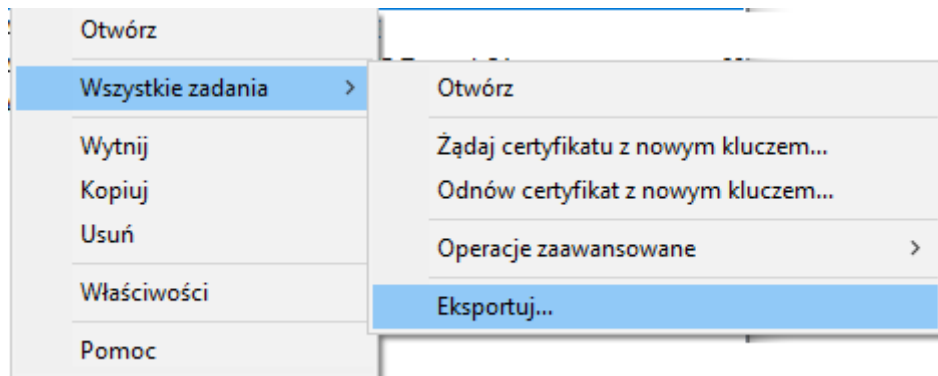 Otwórz
Wszystkie zadania
Wytnij
Kopiuj
Usuń
Właściwości
Pomoc
Otwórz
Żądaj certyfikatu z nowym kluczem...
Odnów certyfikat z nowym kluczem...
Operacje zaawansowane
Eksportuj...